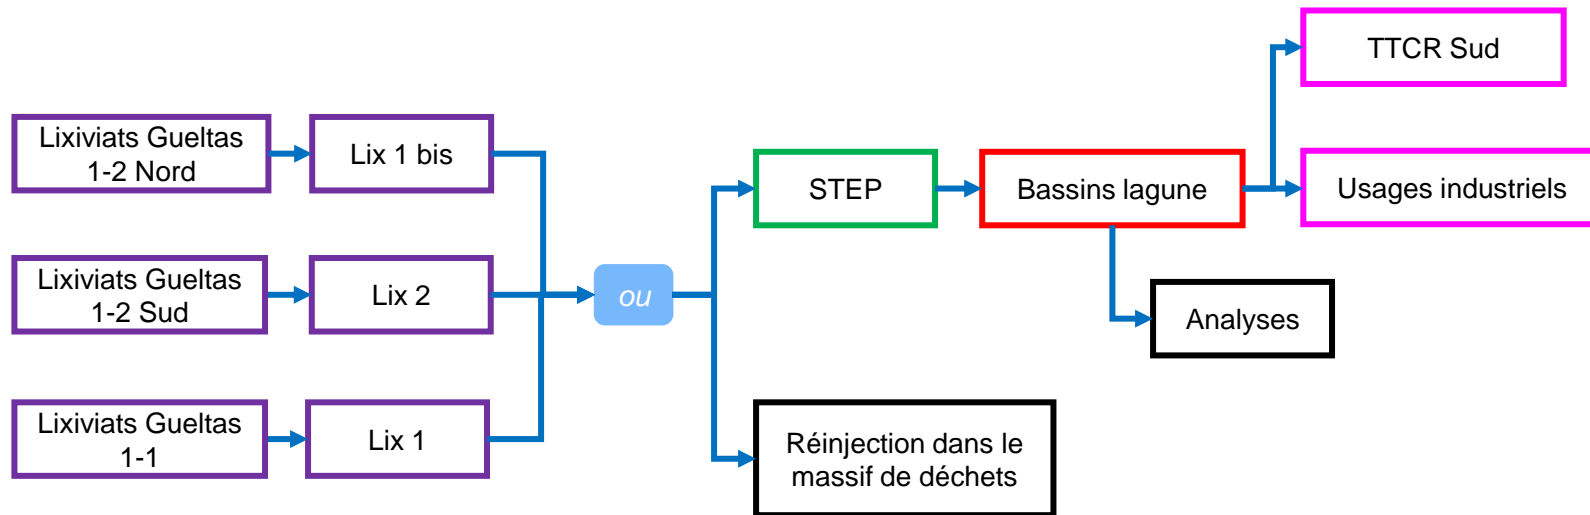 TTCR Sud
Lixiviats Gueltas
1-2 Nord
Lix 1 bis
STEP
Bassins lagune
Usages industriels
Lixiviats Gueltas
1-2 Sud
Lix 2
ou
Analyses
Lixiviats Gueltas
1-1
Lix 1
Réinjection dans le
massif de déchets